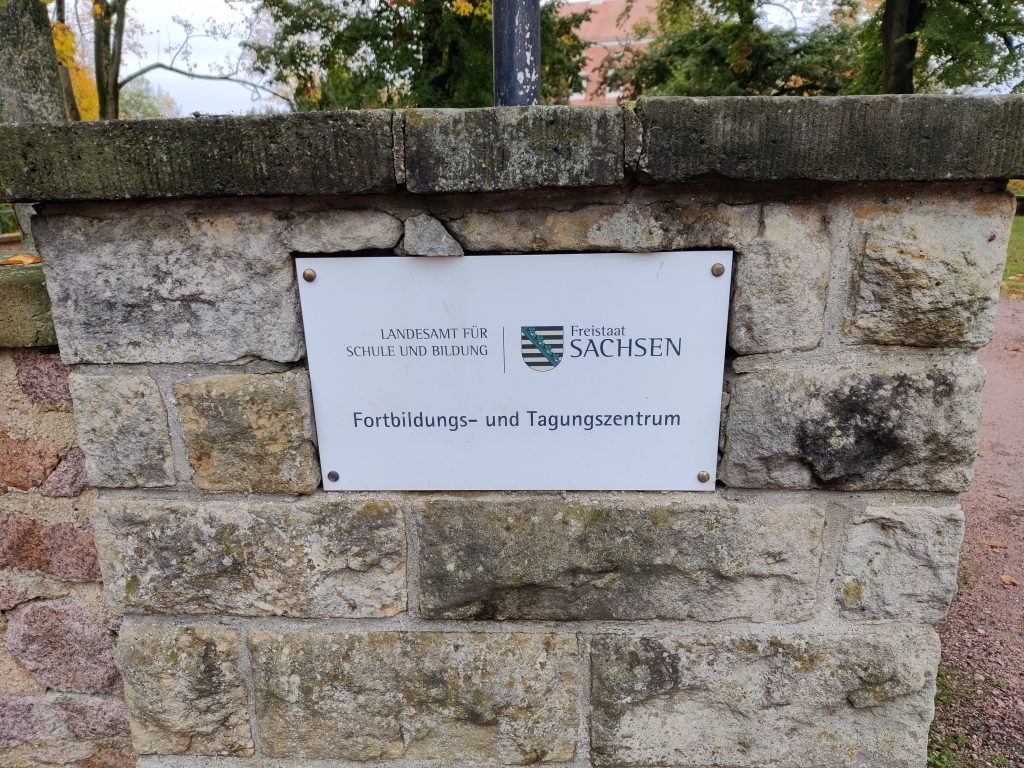 LANDESAMT FÜR
SCHULE UND BILDUNG
Freistaat
SACHSEN
Fortbildungs- und Tagungszentrum